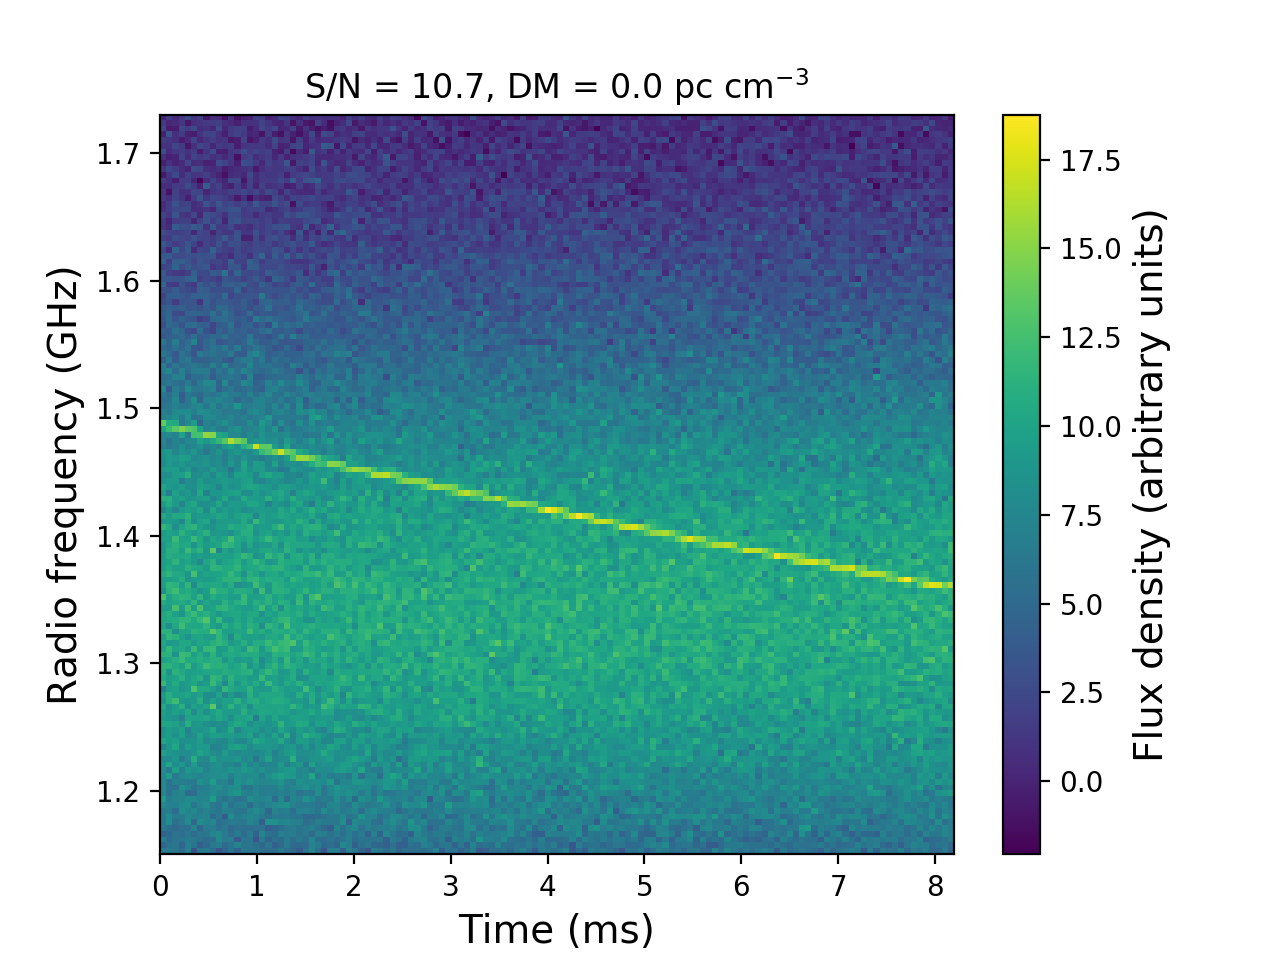 S/N = 10.7, DM = 0.0 pc cm⁻³
1.7
1.6
1.5
1.4
1.3
1.2
Radio frequency (GHz)
0 1 2 3 4 5 6 7 8
Time (ms)
17.5
15.0
12.5
10.0
7.5
5.0
2.5
0.0
Flux density (arbitrary units)